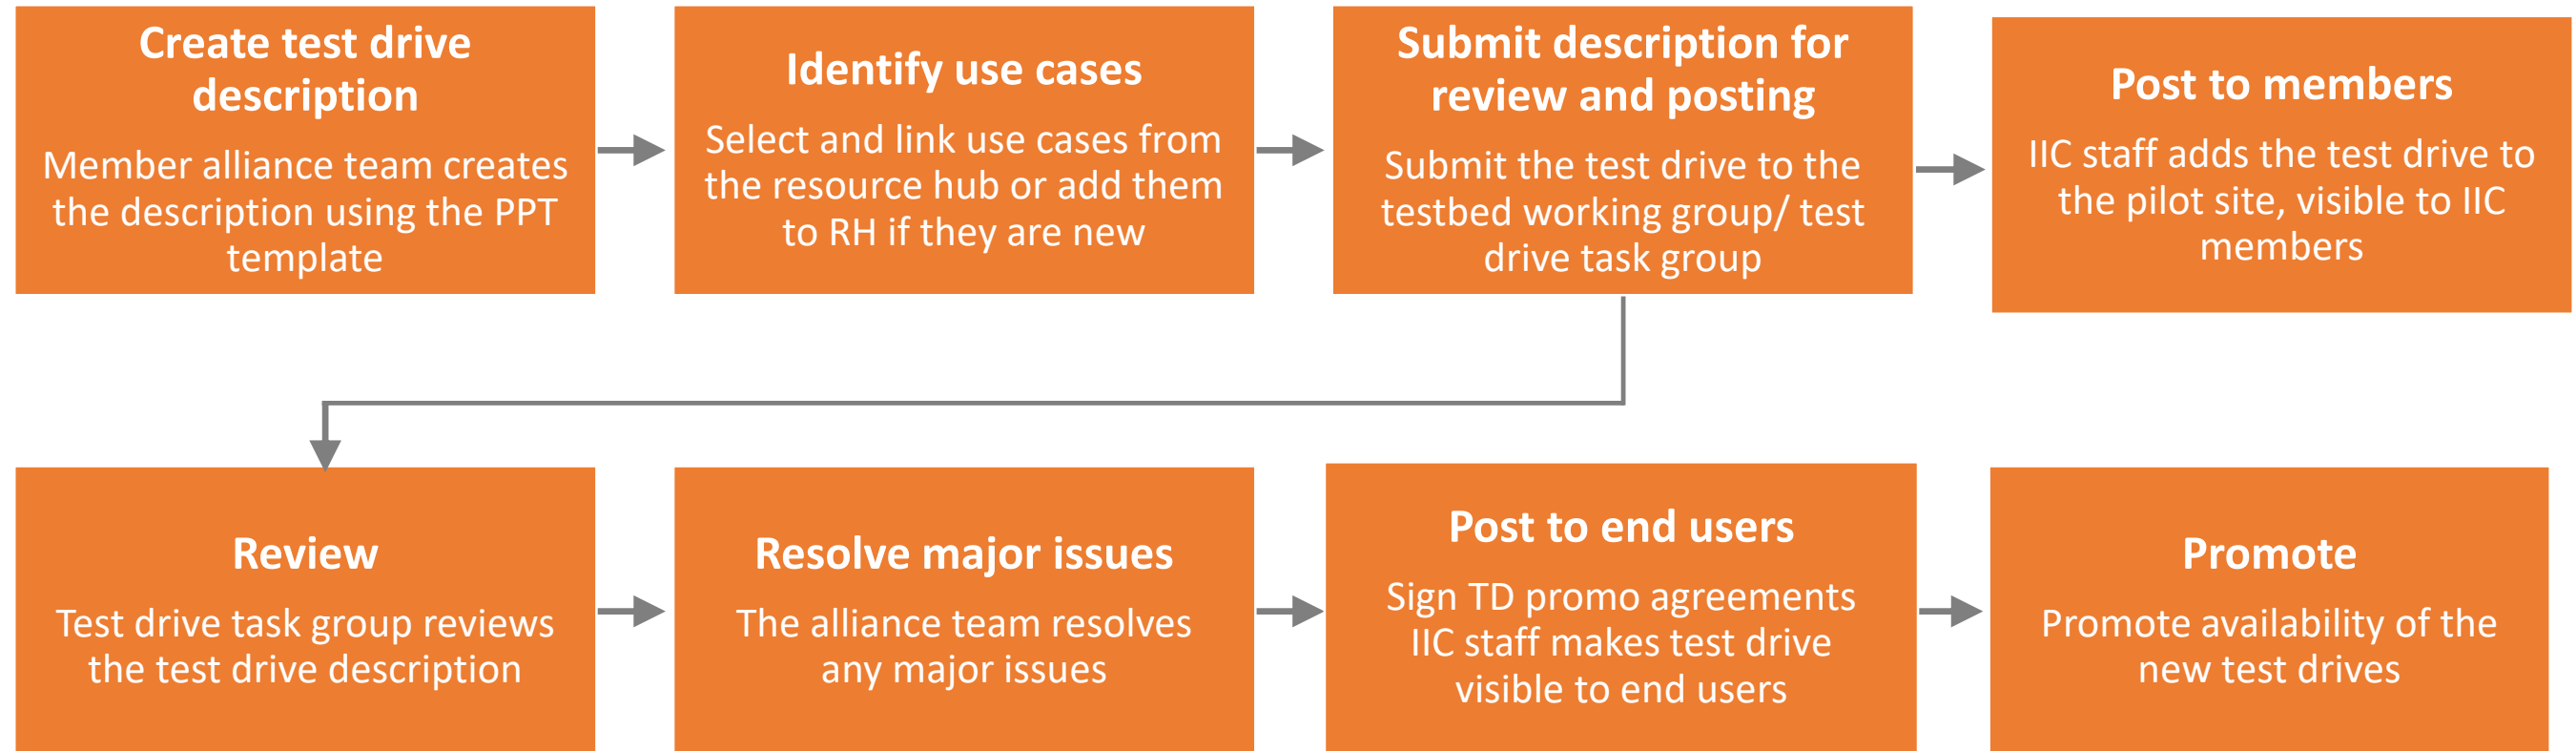 Create test drive
description
Member alliance team creates
the description using the PPT
template
Identify use cases
Select and link use cases from
the resource hub or add them
to RH if they are new
Submit description for
review and posting
Submit the test drive to the
testbed working group/ test
drive task group
Post to members
IIC staff adds the test drive to
the pilot site, visible to IIC
members
Review
Test drive task group reviews
the test drive description
Resolve major issues
The alliance team resolves
any major issues
Post to end users
Sign TD promo agreements
IIC staff makes test drive
visible to end users
Promote
Promote availability of the
new test drives